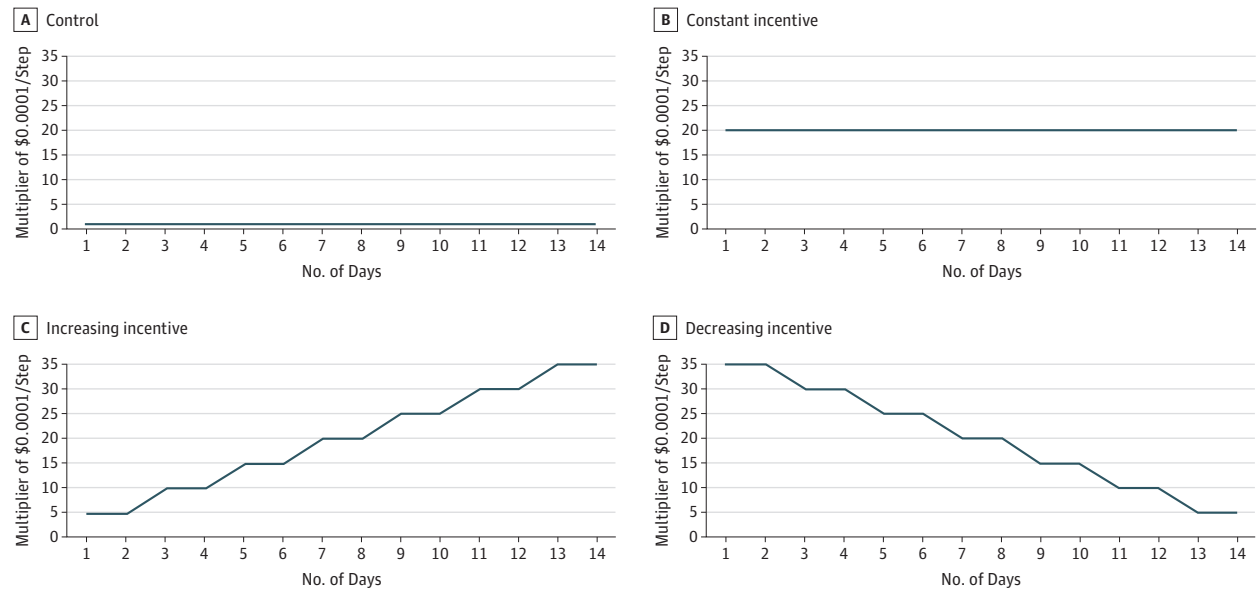 A Control
Multiplier of $0.0001/Step
35
30
25
20
15
10
5
0
1 2 3 4 5 6 7 8 9 10 11 12 13 14
No. of Days
B Constant incentive
Multiplier of $0.0001/Step
35
30
25
20
15
10
5
0
1 2 3 4 5 6 7 8 9 10 11 12 13 14
No. of Days
C Increasing incentive
Multiplier of $0.0001/Step
35
30
25
20
15
10
5
0
1 2 3 4 5 6 7 8 9 10 11 12 13 14
No. of Days
D Decreasing incentive
Multiplier of $0.0001/Step
35
30
25
20
15
10
5
0
1 2 3 4 5 6 7 8 9 10 11 12 13 14
No. of Days